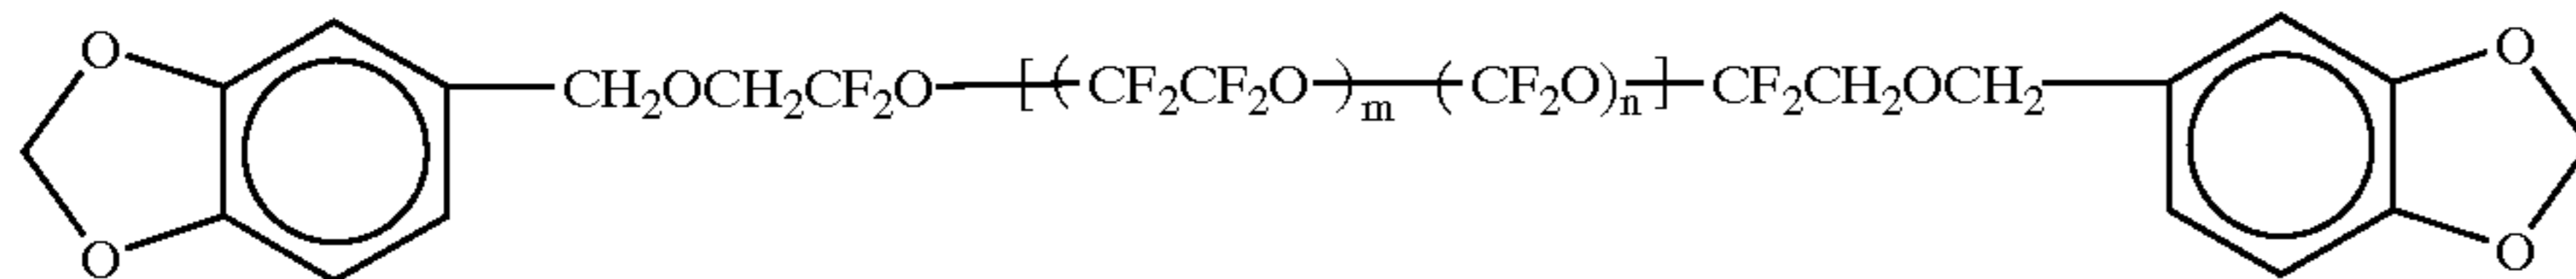 O CH₂OCH₂CF₂O [(CF₂CF₂O)ₘ (CF₂O)ₙ] CF₂CH₂OCH₂ O
O O